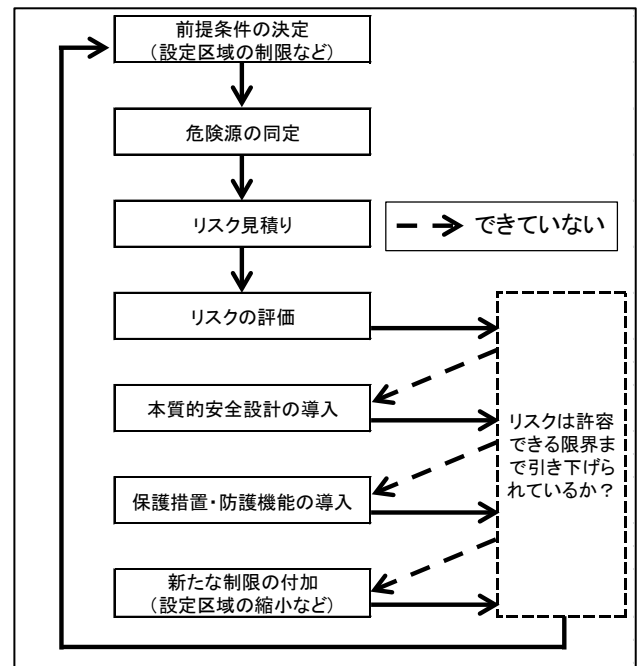 前提条件の決定
（設定区域の制限など）
危険源の同定
リスク見積り
できていない
リスクの評価
本質的安全設計の導入
リスクは許容
できる限界ま
で引き下げら
れているか？
保護措置・防護機能の導入
新たな制限の付加
（設定区域の縮小など）